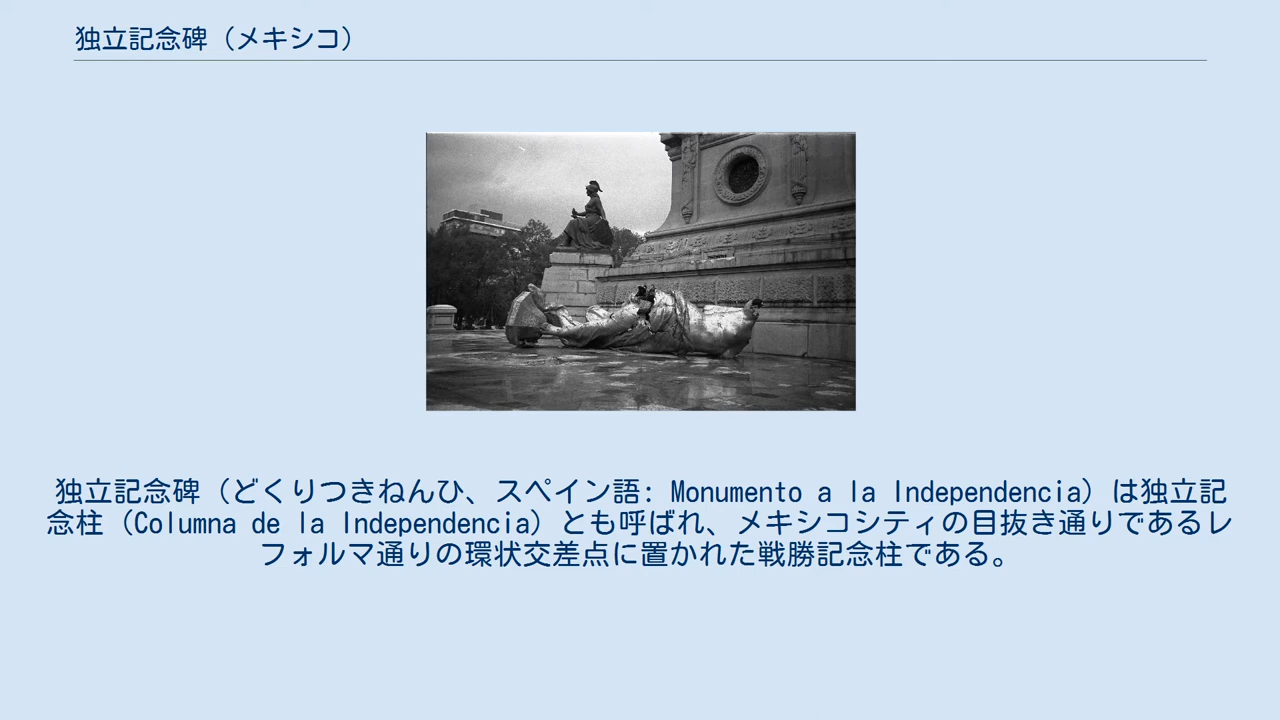 独立記念碑（メキシコ）
独立記念碑（どくりつきねんひ、スペイン語: Monumento a la Independencia）は独立記
念柱（Columna de la Independencia）とも呼ばれ、メキシコシティの目抜き通りであるレ
フォルマ通りの環状交差点に置かれた戦勝記念柱である。